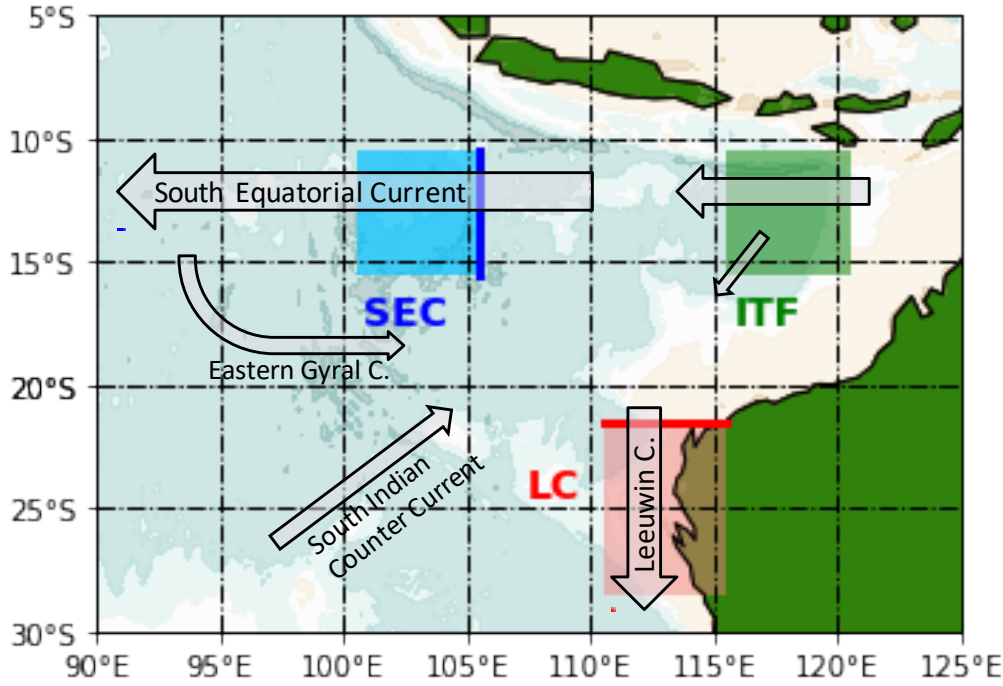 5°S
10°S
South Equatorial Current
15°S
SEC
ITF
Eastern Gyral C.
20°S
LC
Leeuwin C.
South Indian
Counter Current
25°S
30°S
90°E
95°E
100°E
105°E
110°E
115°E
120°E
125°E